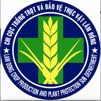 CHI CỤC TRỒNG TRỌT VÀ BẢO VỆ THỰC VẬT LÂM ĐỒNG
LAM DONG CROP PRODUCTION AND PLANT PROTECTION SUB DEPARTMENT